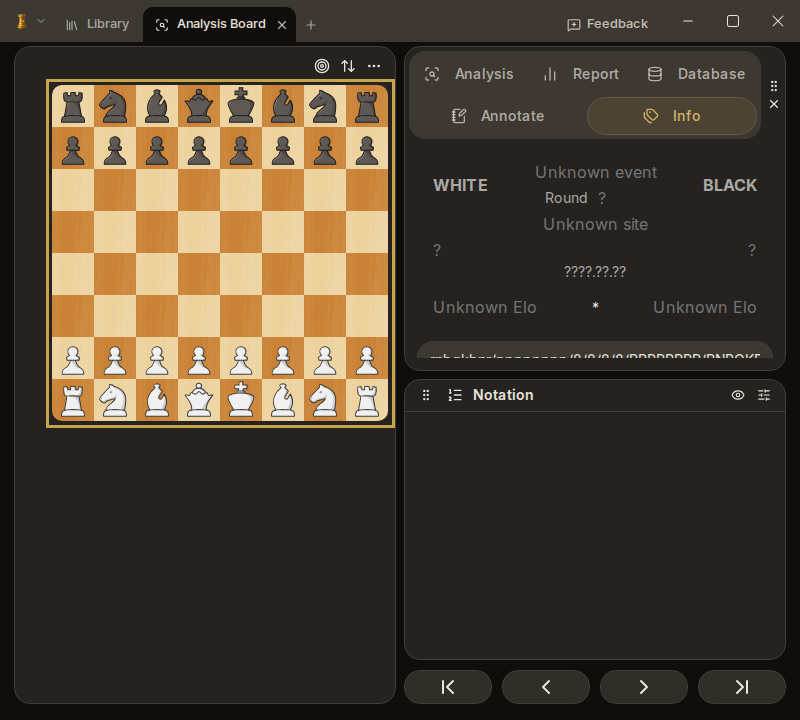 Library
Analysis Board
Feedback
Analysis
Report
Database
Annotate
Info
Unknown event
WHITE
BLACK
Round ?
Unknown site
? ?
????.??.??
Unknown Elo * Unknown Elo
Notation